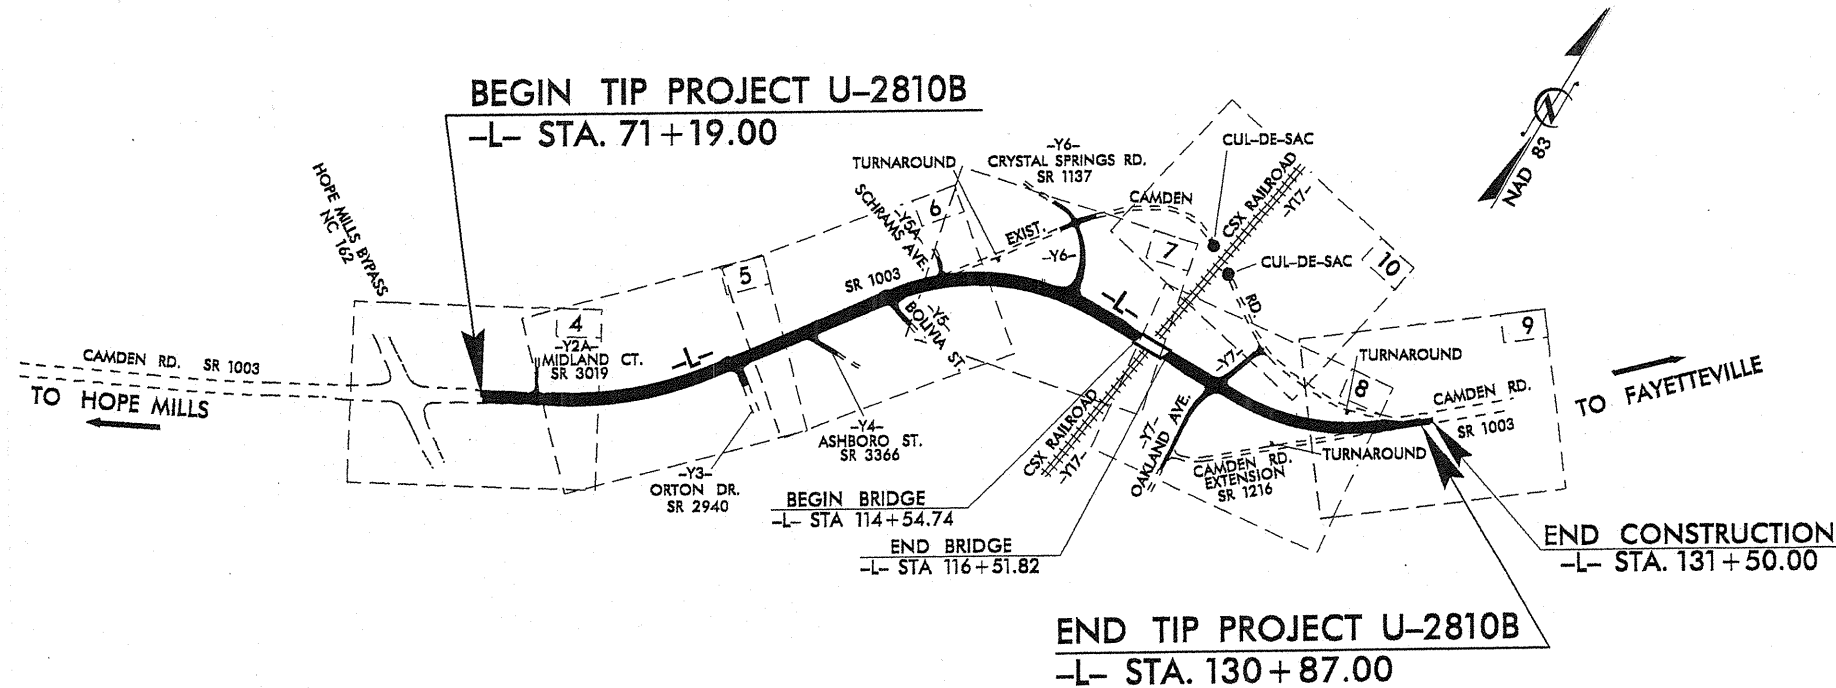 BEGIN TIP PROJECT U–2810B
–L– STA. 71+19.00
HOPE MILLS BYPASS
NC 162
CAMDEN RD. SR 1003
TO HOPE MILLS
4
–Y2A–
MIDLAND CT.
SR 3019
–L–
5
SR 1003
–Y3–
ORTON DR.
SR 2940
–Y4–
ASHBORO ST.
SR 3366
–Y5–
BOLIVIA ST.
–Y5A–
SCHRAMS AVE.
6
TURNAROUND
–Y6–
CRYSTAL SPRINGS RD.
SR 1137
EXIST.
CAMDEN
–Y6–
CUL–DE–SAC
CSX RAILROAD
–Y17–
7
CUL–DE–SAC
10
RD.
–L–
–Y7–
CSX RAILROAD
–Y17–
OAKLAND AVE.
–Y7–
BEGIN BRIDGE
–L– STA 114+54.74
END BRIDGE
–L– STA 116+51.82
CAMDEN RD.
EXTENSION
SR 1216
TURNAROUND
8
TURNAROUND
9
CAMDEN RD.
SR 1003
TO FAYETTEVILLE
NAD 83
END CONSTRUCTION
–L– STA. 131+50.00
END TIP PROJECT U–2810B
–L– STA. 130+87.00